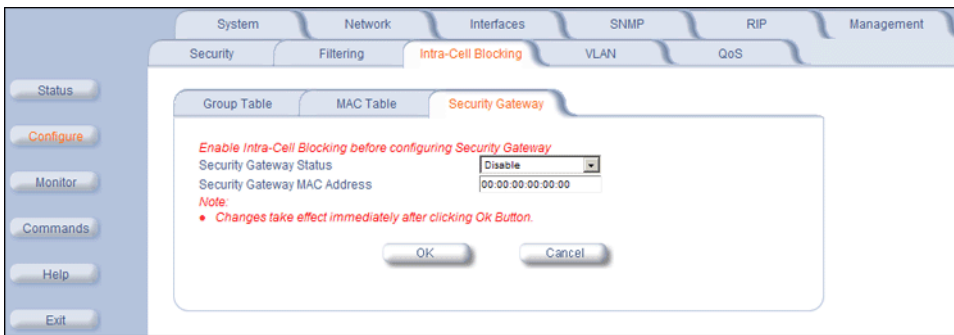 System Network Interfaces SNMP RIP Management
Security Filtering Intra-Cell Blocking VLAN QoS
Status
Group Table MAC Table Security Gateway
Configure
Enable Intra-Cell Blocking before configuring Security Gateway
Security Gateway Status Disable
Monitor
Security Gateway MAC Address 00:00:00:00:00:00
Note:
• Changes take effect immediately after clicking Ok Button.
Commands
OK Cancel
Help
Exit